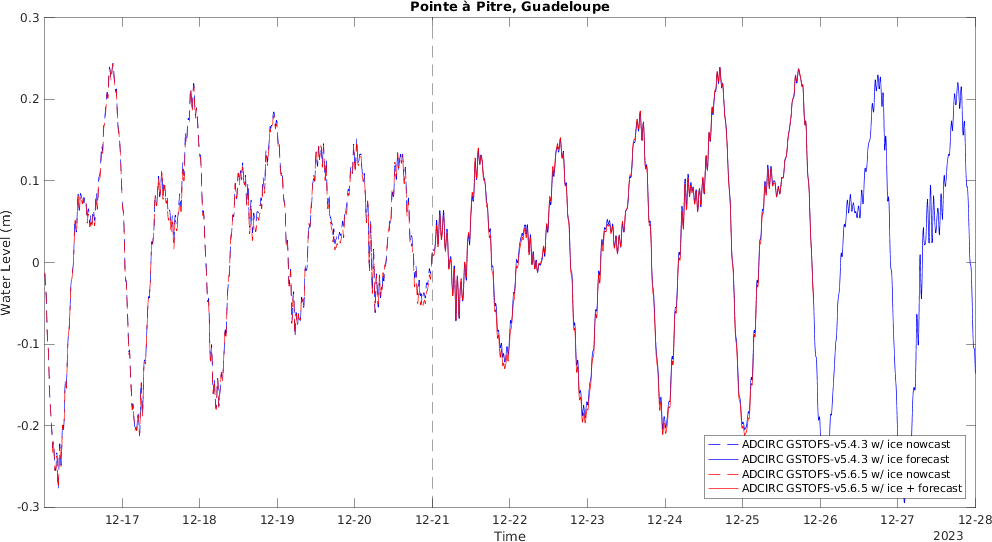 Pointe à Pitre, Guadeloupe
0.3
0.2
0.1
0
-0.1
-0.2
-0.3
Water Level (m)
ADCIRC GSTOFS-v5.4.3 w/ ice nowcast
ADCIRC GSTOFS-v5.4.3 w/ ice forecast
ADCIRC GSTOFS-v5.6.5 w/ ice nowcast
ADCIRC GSTOFS-v5.6.5 w/ ice + forecast
12-17 12-18 12-19 12-20 12-21 12-22 12-23 12-24 12-25 12-26 12-27 12-28
Time
2023